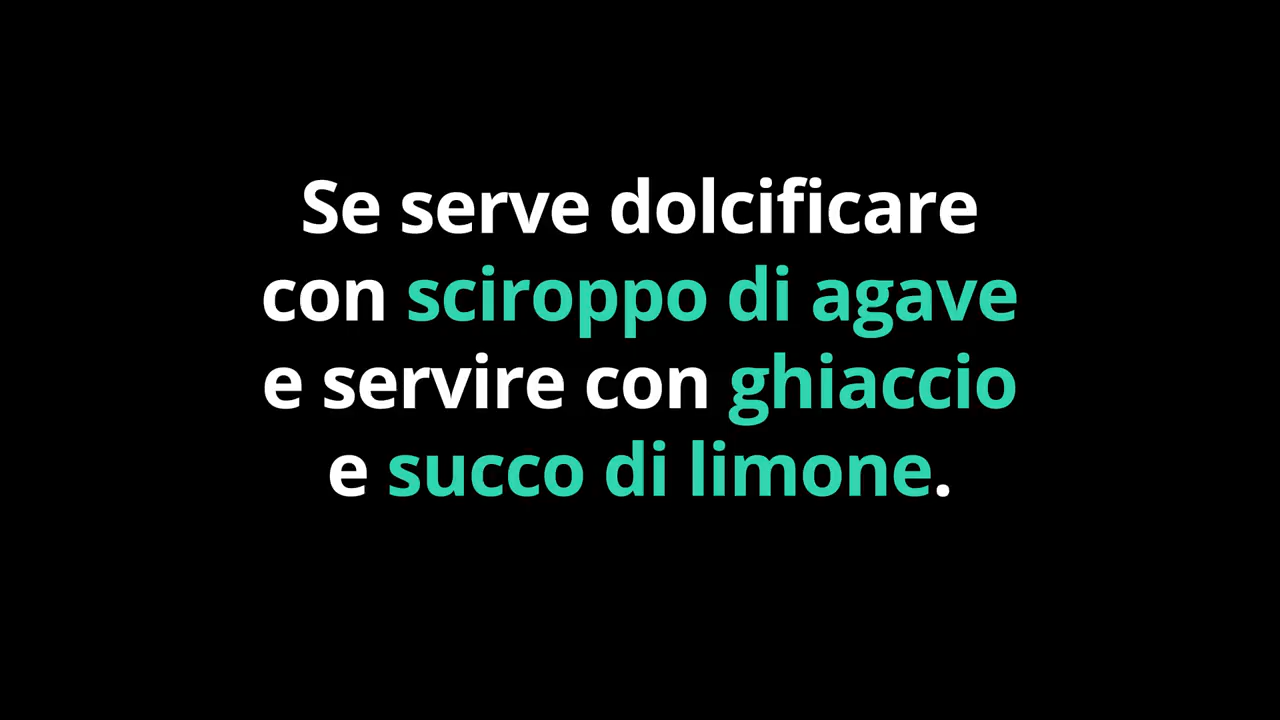 Se serve dolcificare
con sciroppo di agave
e servire con ghiaccio
e succo di limone.